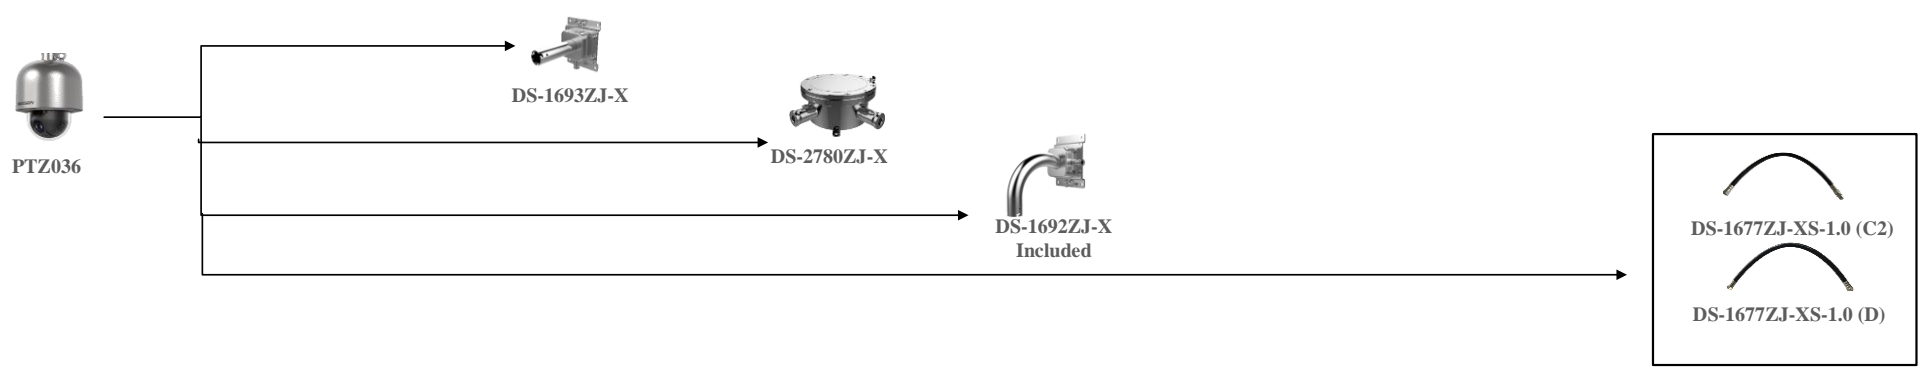 PTZ036
DS-1693ZJ-X
DS-2780ZJ-X
DS-1692ZJ-X
Included
DS-1677ZJ-XS-1.0 (C2)
DS-1677ZJ-XS-1.0 (D)